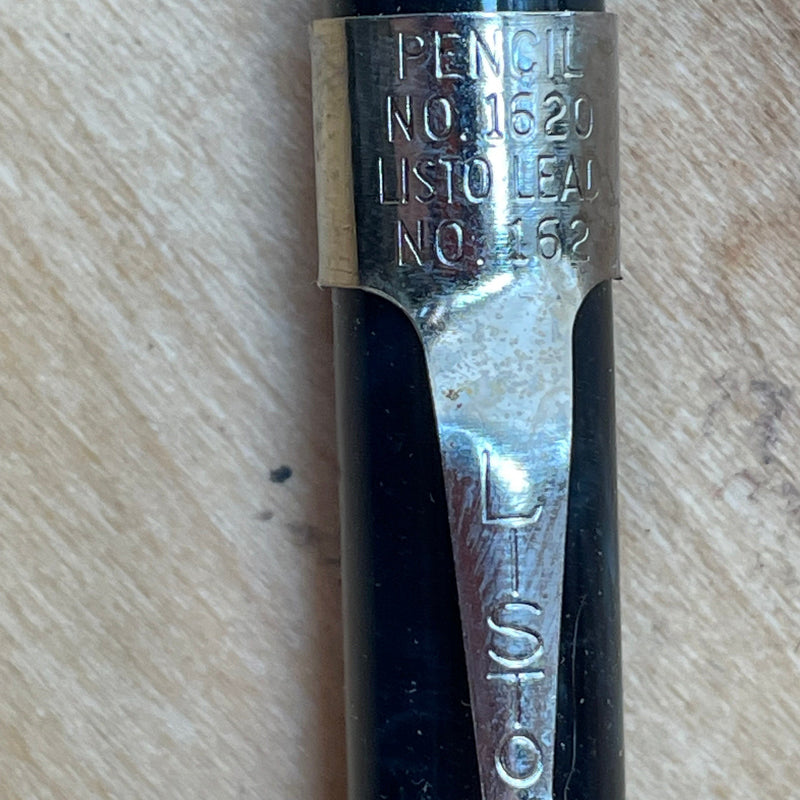 PENCIL
NO. 1620
LISTO LEAD
NO. 162
LISTO